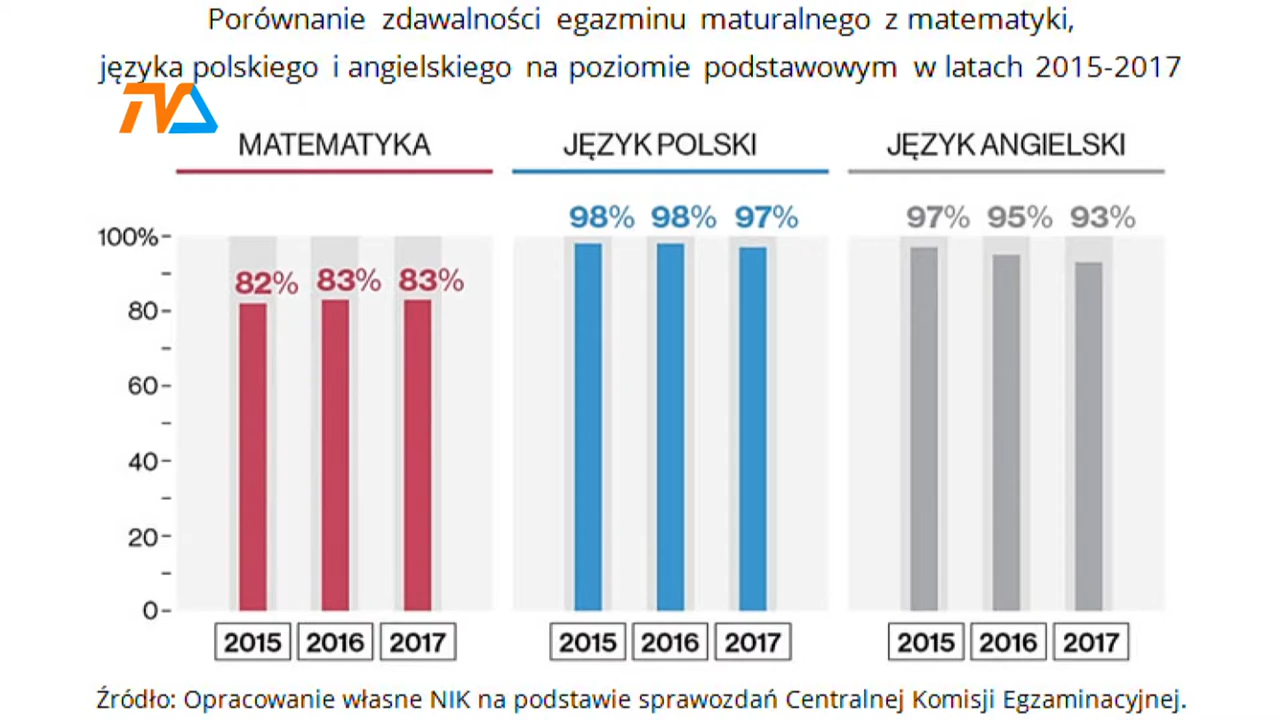 Porównanie zdawalności egazminu maturalnego z matematyki,
języka polskiego i angielskiego na poziomie podstawowym w latach 2015-2017
TVA
MATEMATYKA JĘZYK POLSKI JĘZYK ANGIELSKI
98% 98% 97% 97% 95% 93%
100%
82% 83% 83%
80
60
40
20
0
2015 2016 2017 2015 2016 2017 2015 2016 2017
Źródło: Opracowanie własne NIK na podstawie sprawozdań Centralnej Komisji Egzaminacyjnej.